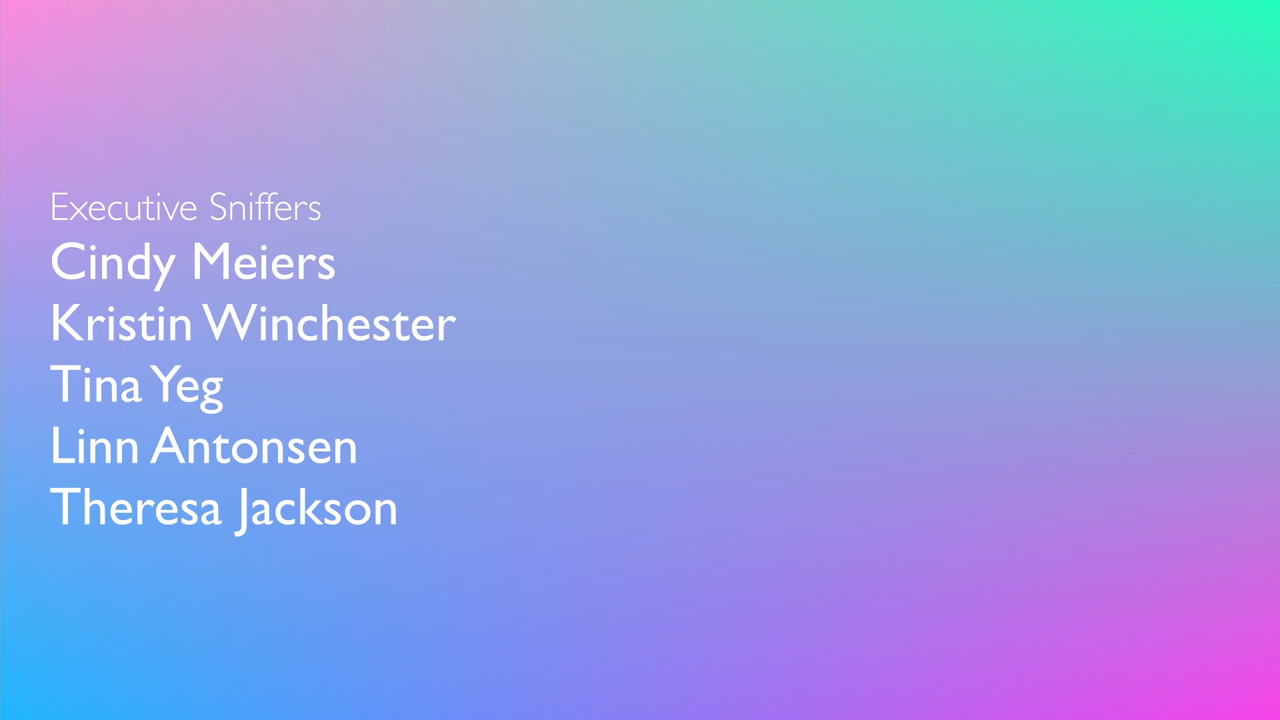 Executive Sniffers
Cindy Meiers
Kristin Winchester
Tina Yeg
Linn Antonsen
Theresa Jackson